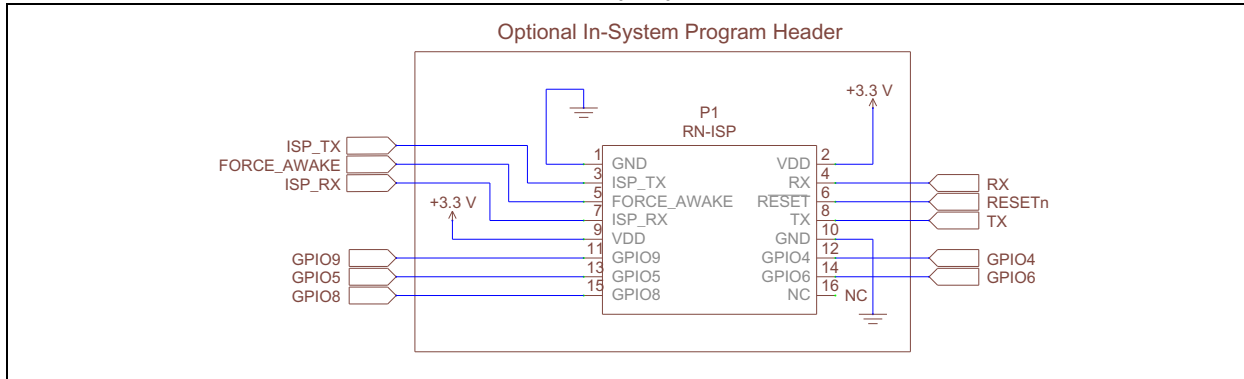 Optional In-System Program Header
+3.3 V
P1
RN-ISP
ISP_TX
FORCE_AWAKE
ISP_RX
+3.3 V
GPIO9
GPIO5
GPIO8
1 GND VDD 2
3 ISP_TX RX 4
5 FORCE_AWAKE RESET 6
7 ISP_RX TX 8
9 VDD GND 10
11 GPIO9 GPIO4 12
13 GPIO5 GPIO6 14
15 GPIO8 NC 16
NC
RX
RESETn
TX
GPIO4
GPIO6